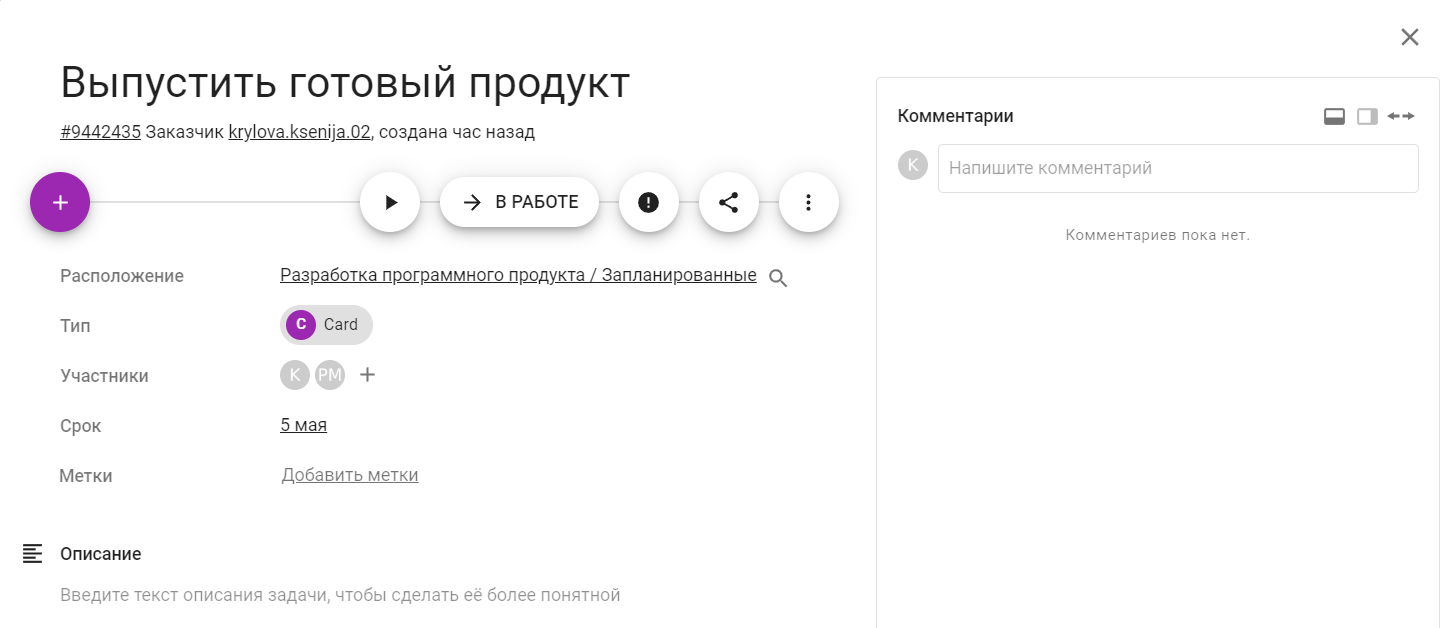 Выпустить готовый продукт
#9442435 Заказчик krylova.ksenija.02, создана час назад
В РАБОТЕ
Расположение
Разработка программного продукта / Запланированные
Тип
C Card
Участники
K PM
Срок
5 мая
Метки
Добавить метки
Описание
Введите текст описания задачи, чтобы сделать её более понятной
Комментарии
K Напишите комментарий
Комментариев пока нет.